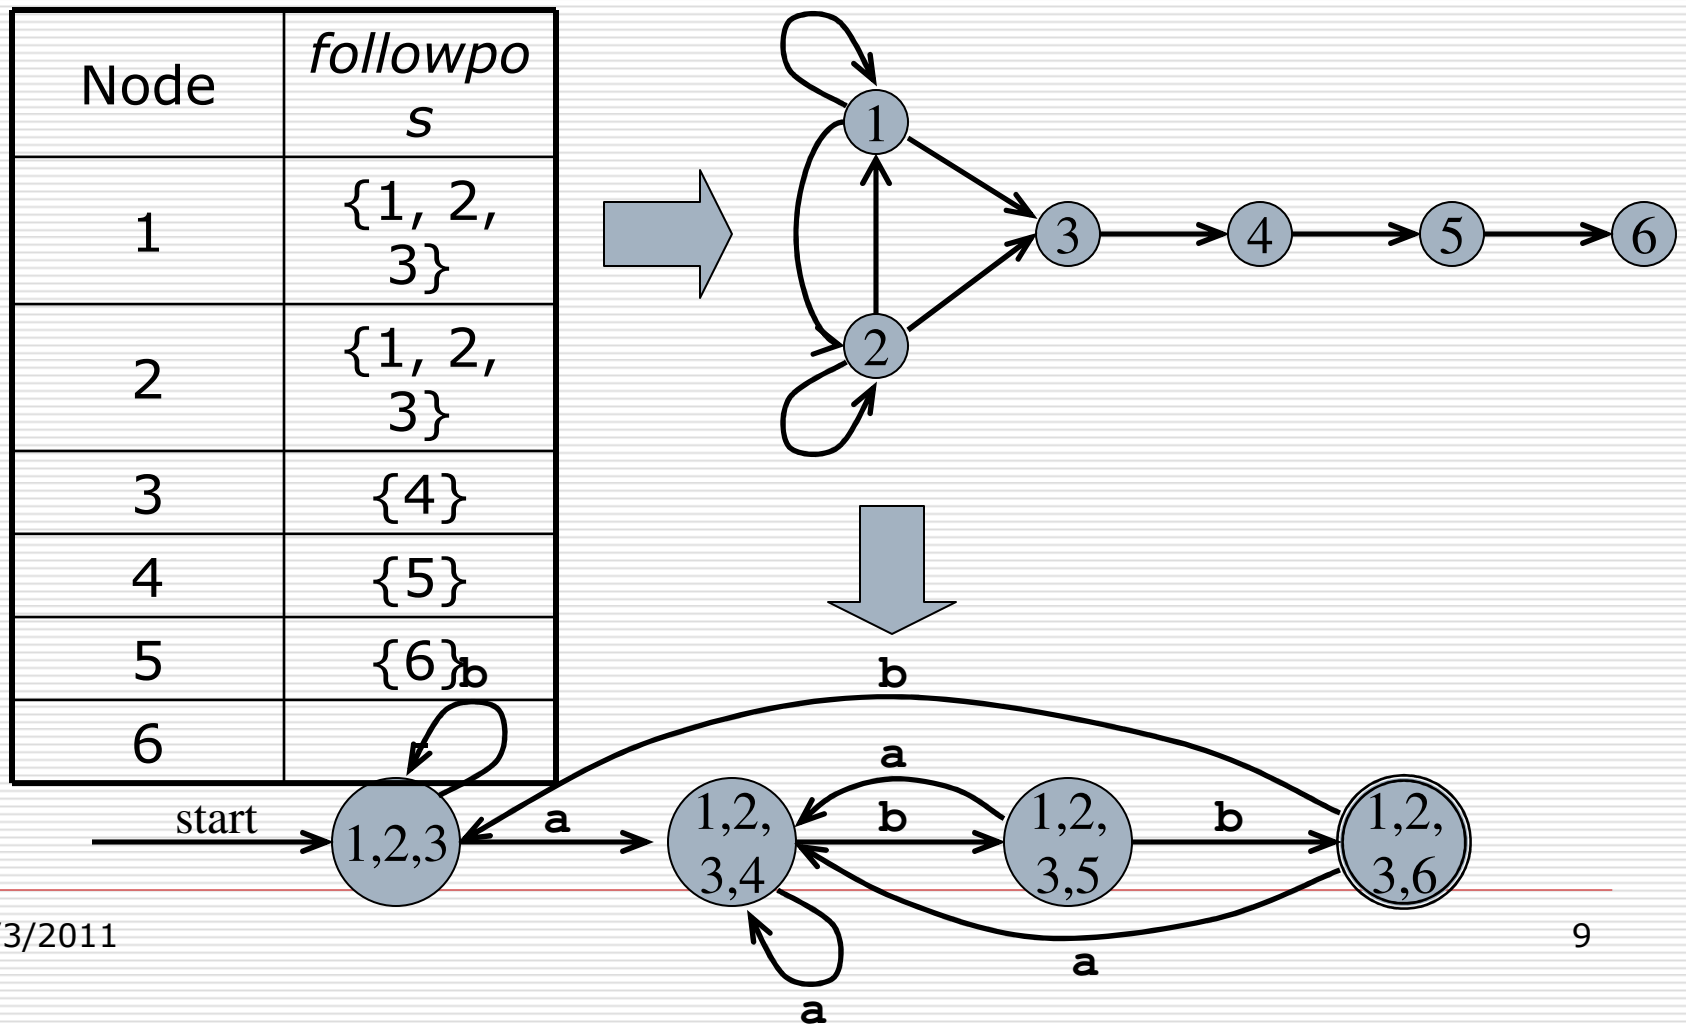 Node
followpo
s
1
{1, 2,
3}
2
{1, 2,
3}
3
{4}
4
{5}
5
{6}
6
-
1
2
3
4
5
6
start
b
b
a
a
b
b
a
a
1,2,3
1,2,
3,4
1,2,
3,5
1,2,
3,6
/3/2011
9